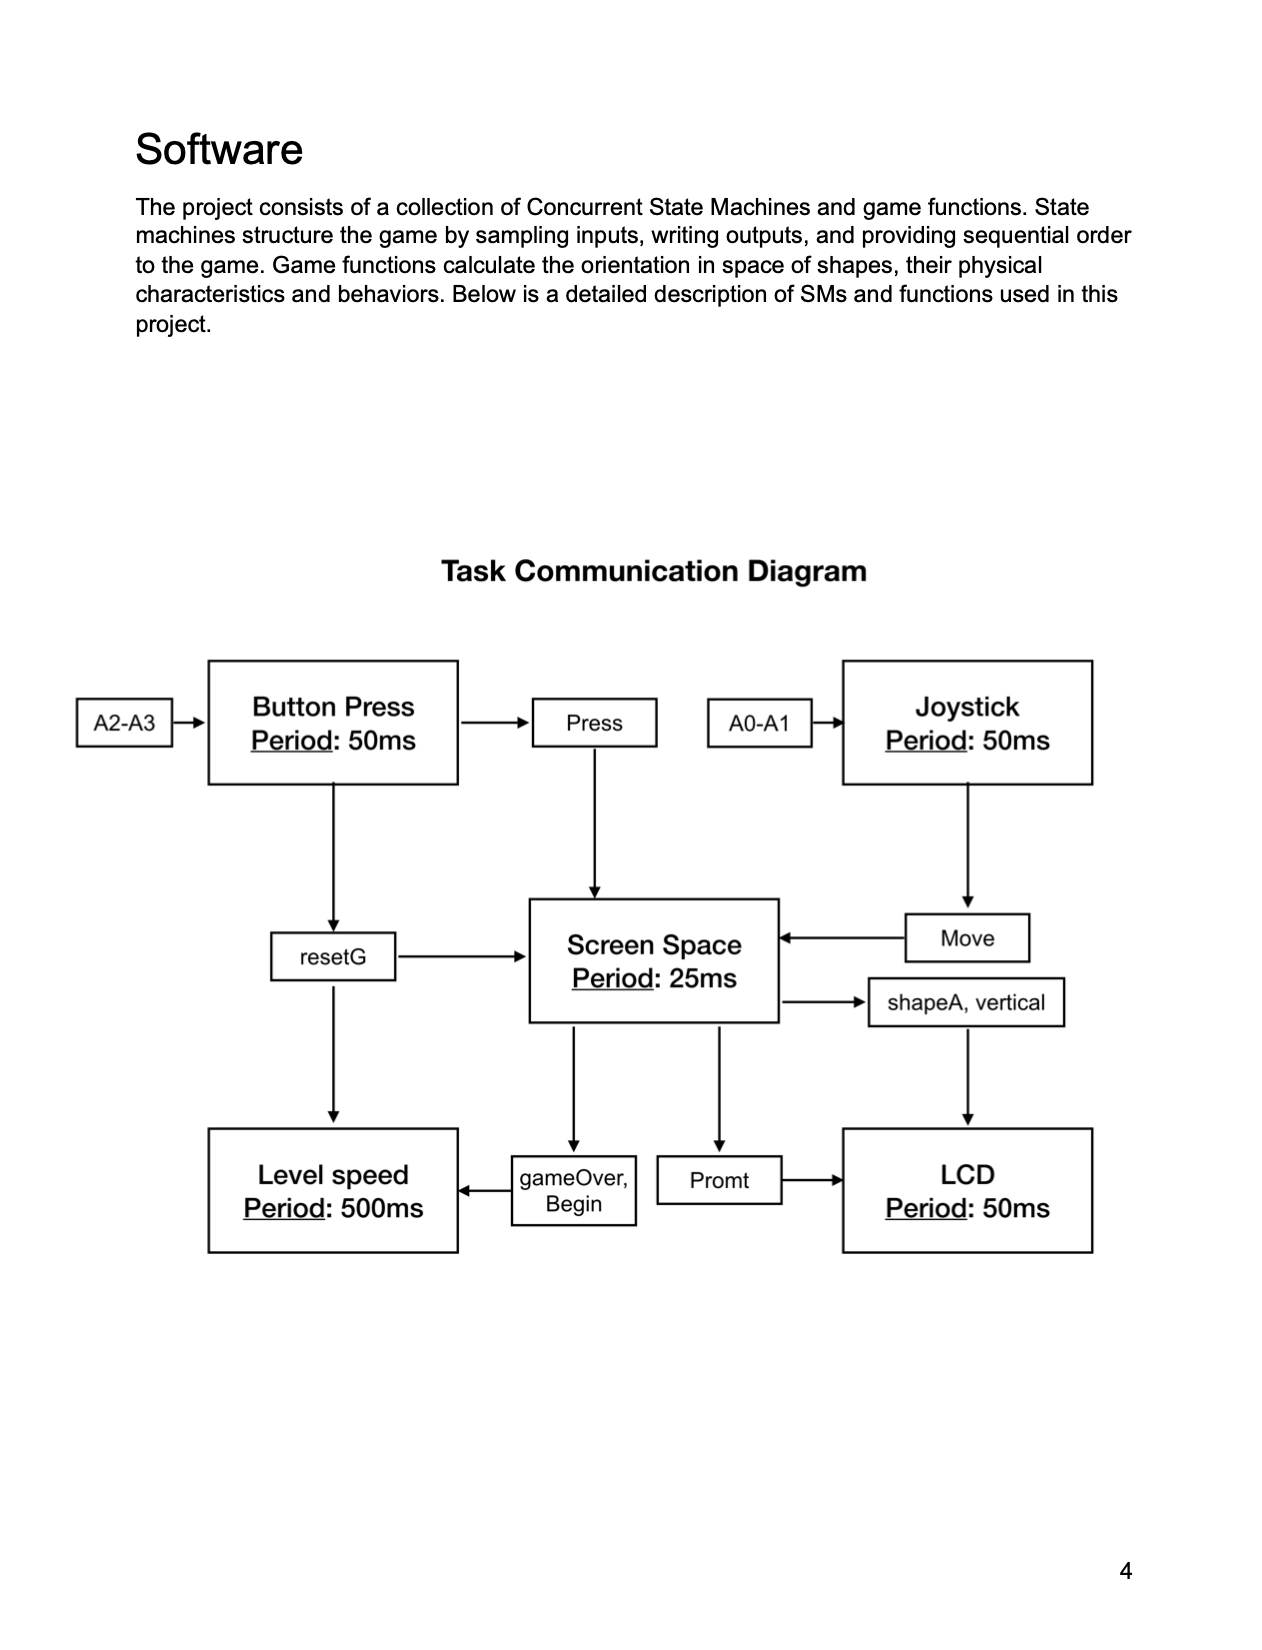 Software
The project consists of a collection of Concurrent State Machines and game functions. State
machines structure the game by sampling inputs, writing outputs, and providing sequential order
to the game. Game functions calculate the orientation in space of shapes, their physical
characteristics and behaviors. Below is a detailed description of SMs and functions used in this
project.
Task Communication Diagram
A2-A3
Button Press
Period: 50ms
Press
A0-A1
Joystick
Period: 50ms
resetG
Screen Space
Period: 25ms
Move
shapeA, vertical
Level speed
Period: 500ms
gameOver,
Begin
Promt
LCD
Period: 50ms
4